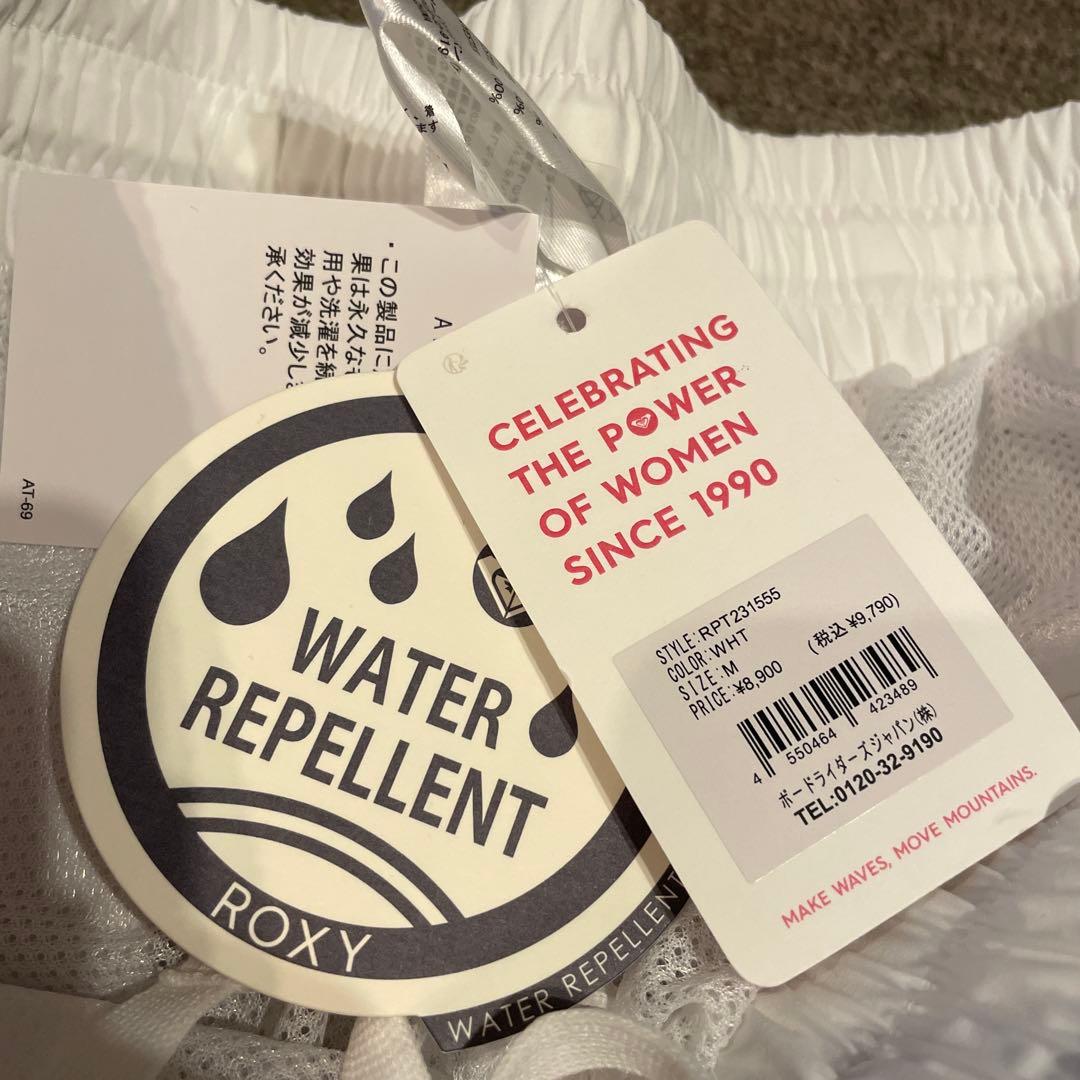 ・この製品に
果は永久な
用や洗濯を続
効果が減少しま
承ください。
AT-69
WATER
REPELLENT
ROXY
WATER REPELLENT
CELEBRATING
THE POWER
OF WOMEN
SINCE 1990
STYLE:RPT231555
COLOR:WHT
SIZE:M
PRICE:¥8,900 (税込 ¥9,790)
4 550464 423489
ボードライダーズジャパン(株)
TEL:0120-32-9190
MAKE WAVES, MOVE MOUNTAINS.